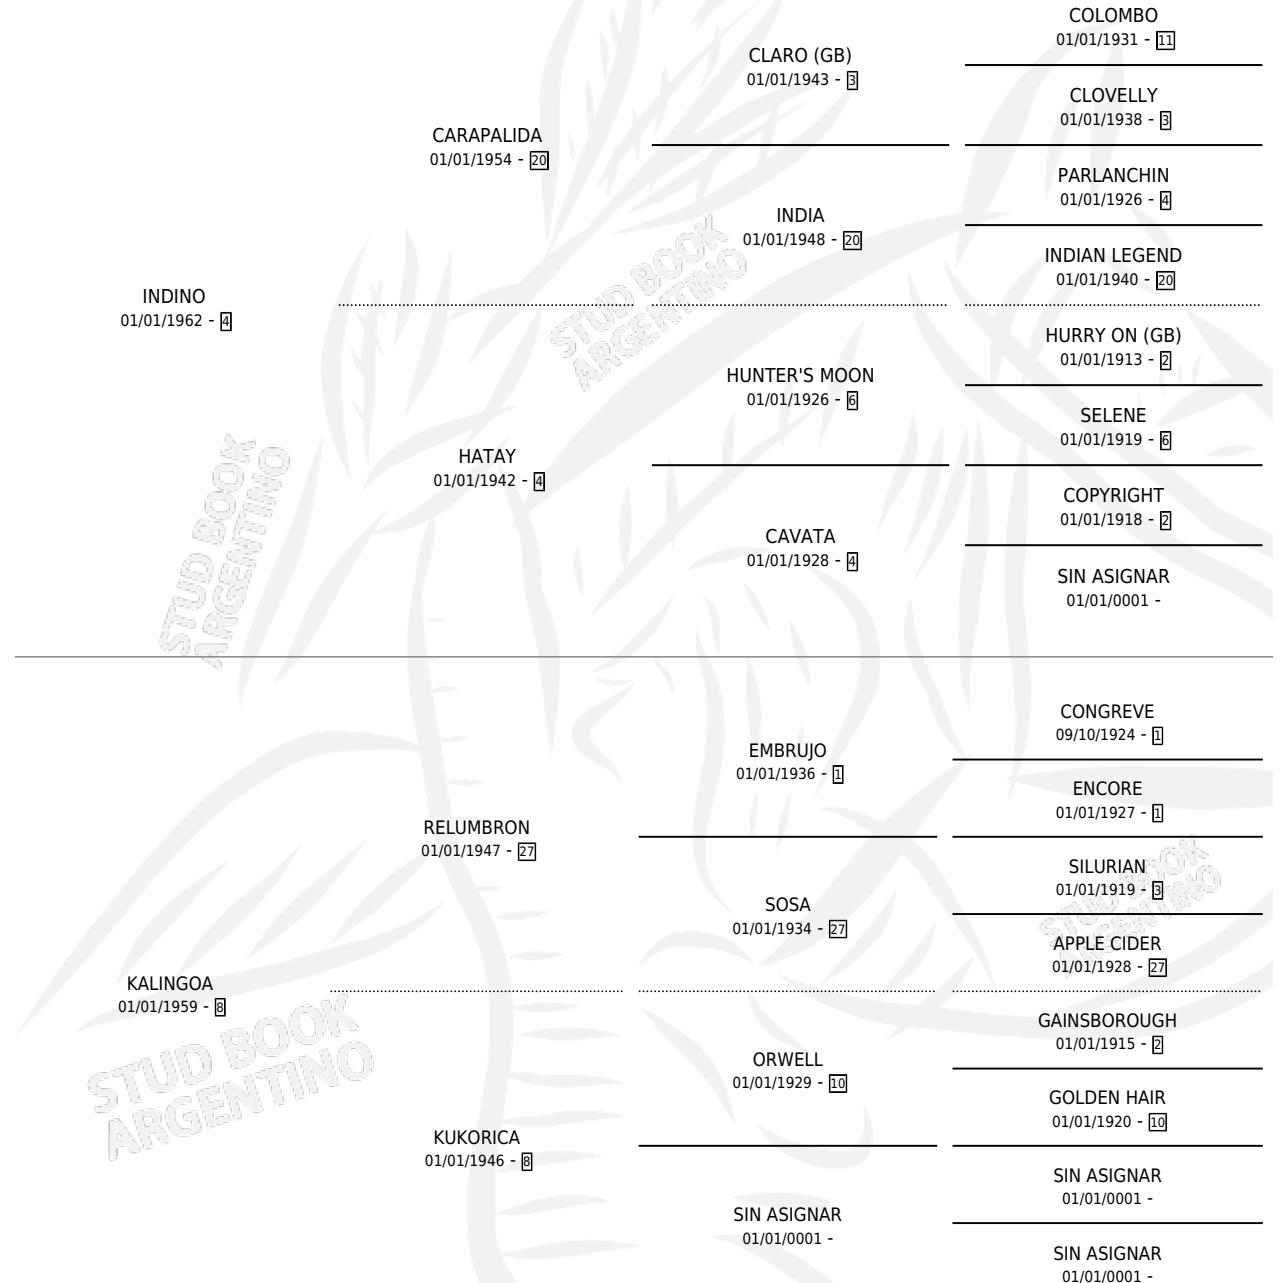 COLOMBO
01/01/1931 - 11
CLARO (GB)
01/01/1943 - 3
CLOVELLY
01/01/1938 - 3
CARAPALIDA
01/01/1954 - 20
PARLANCHIN
01/01/1926 - 4
INDIA
01/01/1948 - 20
INDIAN LEGEND
01/01/1940 - 20
INDINO
01/01/1962 - 4
HURRY ON (GB)
01/01/1913 - 2
HUNTER'S MOON
01/01/1926 - 6
SELENE
01/01/1919 - 6
HATAY
01/01/1942 - 4
COPYRIGHT
01/01/1918 - 2
CAVATA
01/01/1928 - 4
SIN ASIGNAR
01/01/0001 -
CONGREVE
09/10/1924 - 1
EMBRUJO
01/01/1936 - 1
ENCORE
01/01/1927 - 1
RELUMBRON
01/01/1947 - 27
SILURIAN
01/01/1919 - 3
SOSA
01/01/1934 - 27
APPLE CIDER
01/01/1928 - 27
KALINGOA
01/01/1959 - 8
GAINSBOROUGH
01/01/1915 - 2
ORWELL
01/01/1929 - 10
GOLDEN HAIR
01/01/1920 - 10
KUKORICA
01/01/1946 - 8
SIN ASIGNAR
01/01/0001 -
SIN ASIGNAR
01/01/0001 -
SIN ASIGNAR
01/01/0001 -
STUD BOOK
ARGENTINO
STUD BOOK
ARGENTINO
STUD BOOK
ARGENTINO
STUD BOOK
ARGENTINO